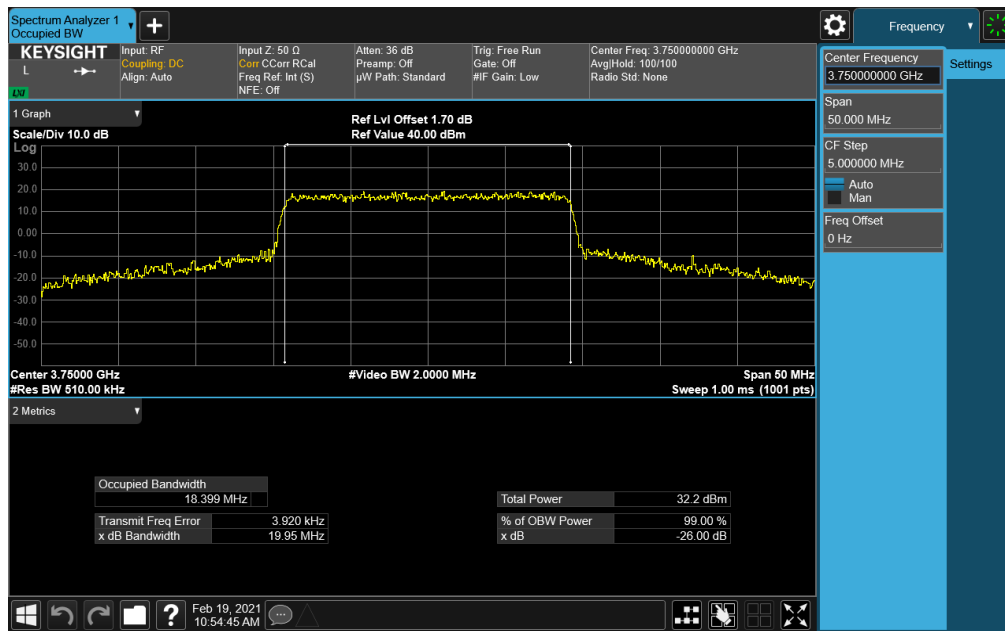 Spectrum Analyzer 1
Occupied BW
Frequency
KEYSIGHT
L
LXI
Input: RF
Coupling: DC
Align: Auto
Input Z: 50 Ω
Corr CCorr RCal
Freq Ref: Int (S)
NFE: Off
Atten: 36 dB
Preamp: Off
µW Path: Standard
Trig: Free Run
Gate: Off
#IF Gain: Low
Center Freq: 3.750000000 GHz
Avg|Hold: 100/100
Radio Std: None
Center Frequency
3.750000000 GHz
Settings
Span
50.000 MHz
CF Step
5.000000 MHz
Auto
Man
Freq Offset
0 Hz
1 Graph
Scale/Div 10.0 dB
Ref Lvl Offset 1.70 dB
Ref Value 40.00 dBm
Log
30.0
20.0
10.0
0.00
-10.0
-20.0
-30.0
-40.0
-50.0
Center 3.75000 GHz
#Video BW 2.0000 MHz
Span 50 MHz
#Res BW 510.00 kHz
Sweep 1.00 ms (1001 pts)
2 Metrics
Occupied Bandwidth
18.399 MHz
Total Power 32.2 dBm
Transmit Freq Error 3.920 kHz
% of OBW Power 99.00 %
x dB Bandwidth 19.95 MHz
x dB -26.00 dB
?
Feb 19, 2021
10:54:45 AM